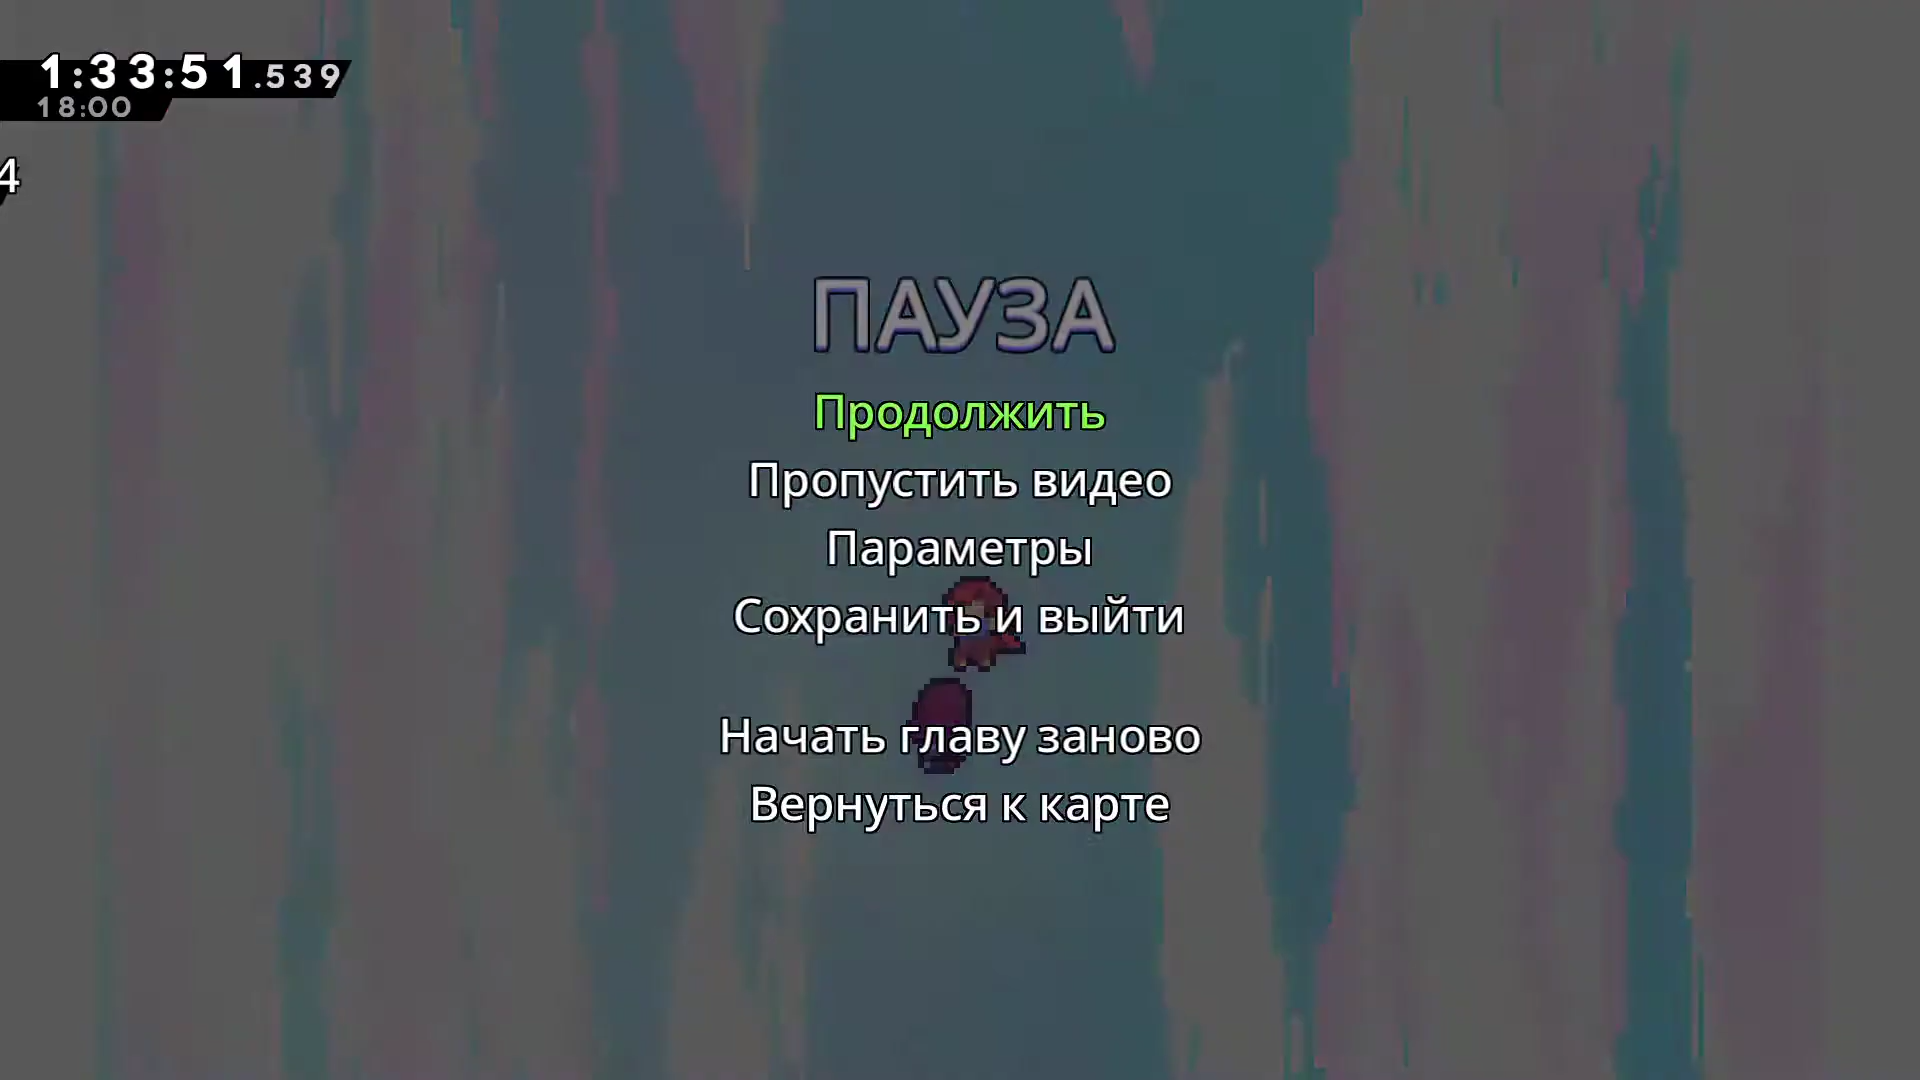 1:33:51.539
18:00
4
ПАУЗА
Продолжить
Пропустить видео
Параметры
Сохранить и выйти
Начать главу заново
Вернуться к карте